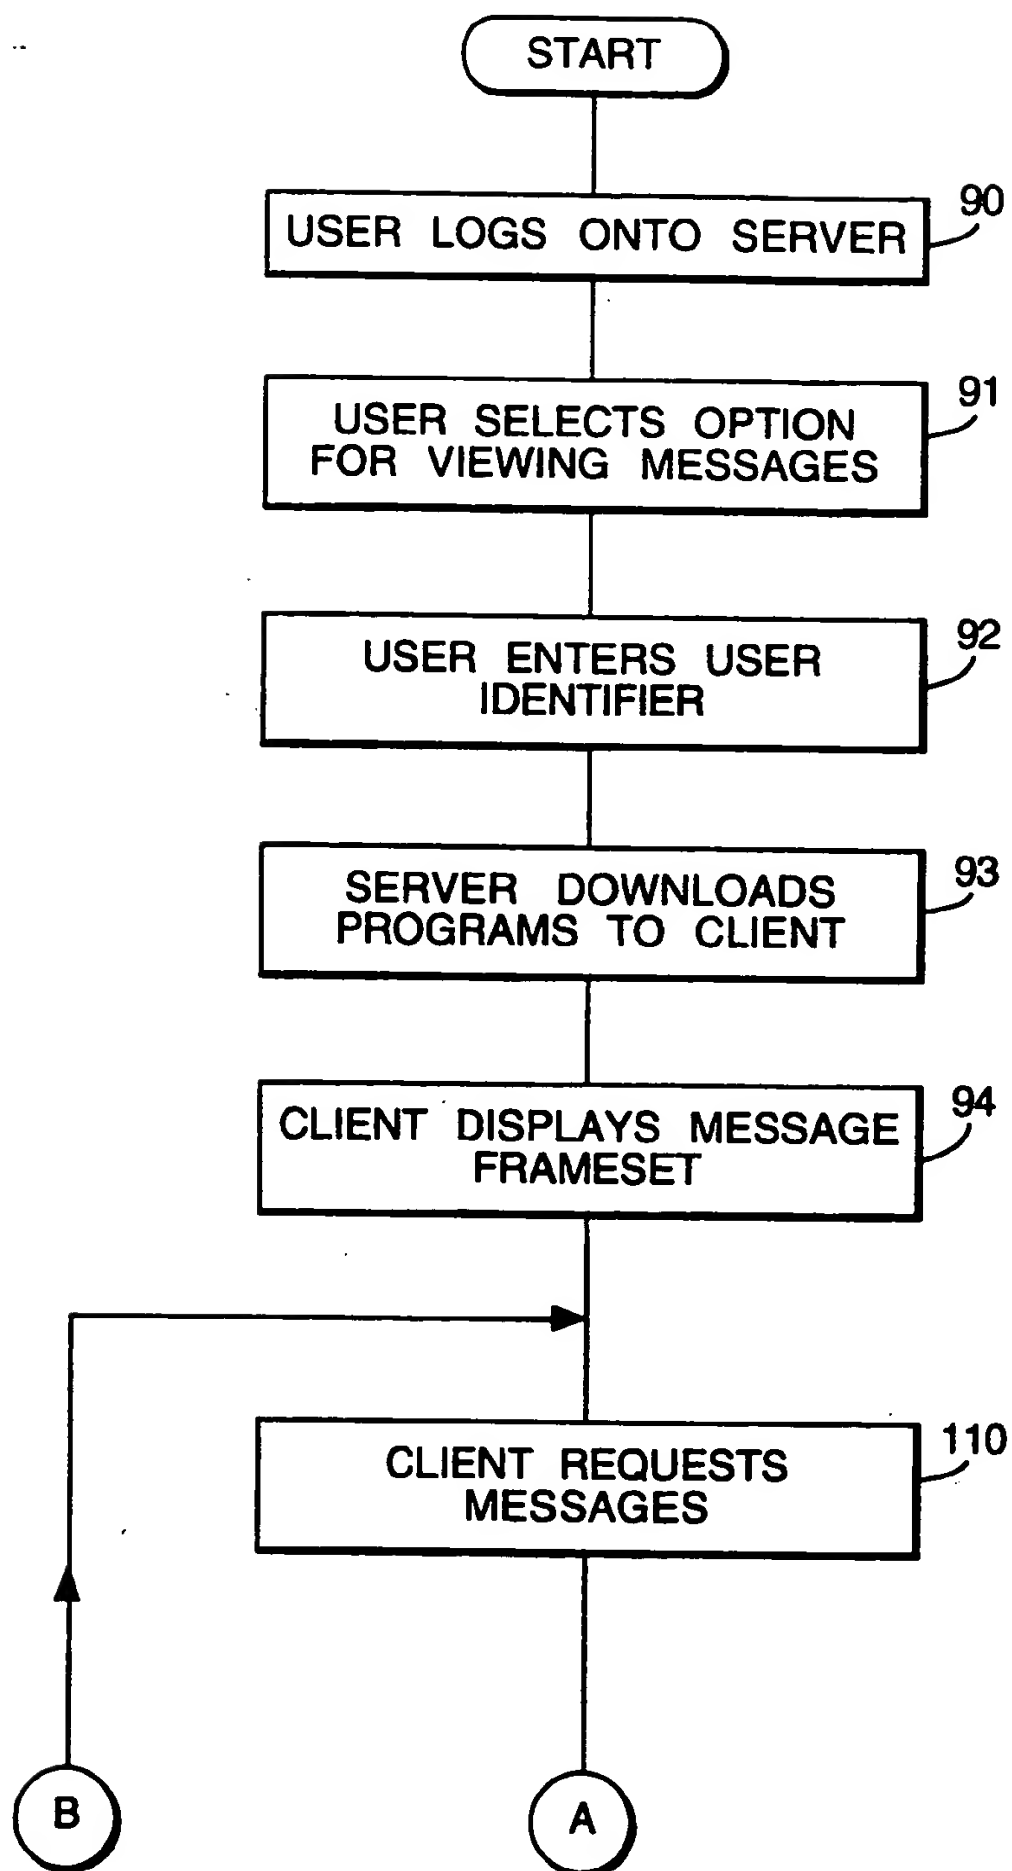 START
USER LOGS ONTO SERVER
90
USER SELECTS OPTION
FOR VIEWING MESSAGES
91
USER ENTERS USER
IDENTIFIER
92
SERVER DOWNLOADS
PROGRAMS TO CLIENT
93
CLIENT DISPLAYS MESSAGE
FRAMESET
94
CLIENT REQUESTS
MESSAGES
110
B
A